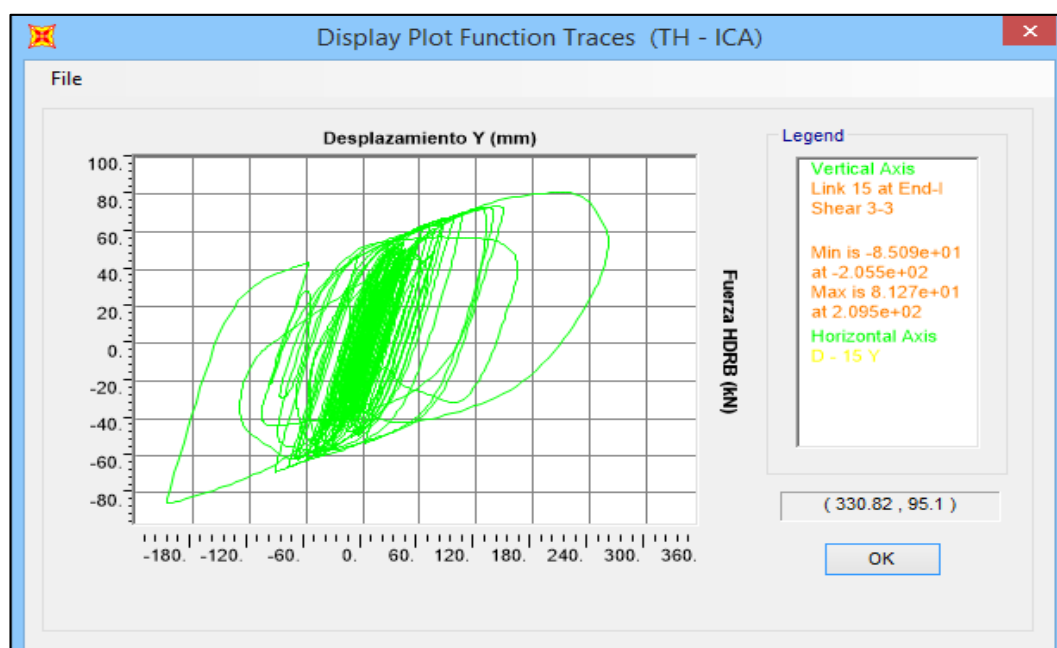 Display Plot Function Traces (TH - ICA)
File
Desplazamiento Y (mm)
100.
80.
60.
40.
20.
0.
-20.
-40.
-60.
-80.
-180. -120. -60. 0. 60. 120. 180. 240. 300. 360.
Fuerza HDRB (kN)
Legend
Vertical Axis
Link 15 at End-I
Shear 3-3
Min is -8.509e+01
at -2.055e+02
Max is 8.127e+01
at 2.095e+02
Horizontal Axis
D - 15 Y
( 330.82 , 95.1 )
OK